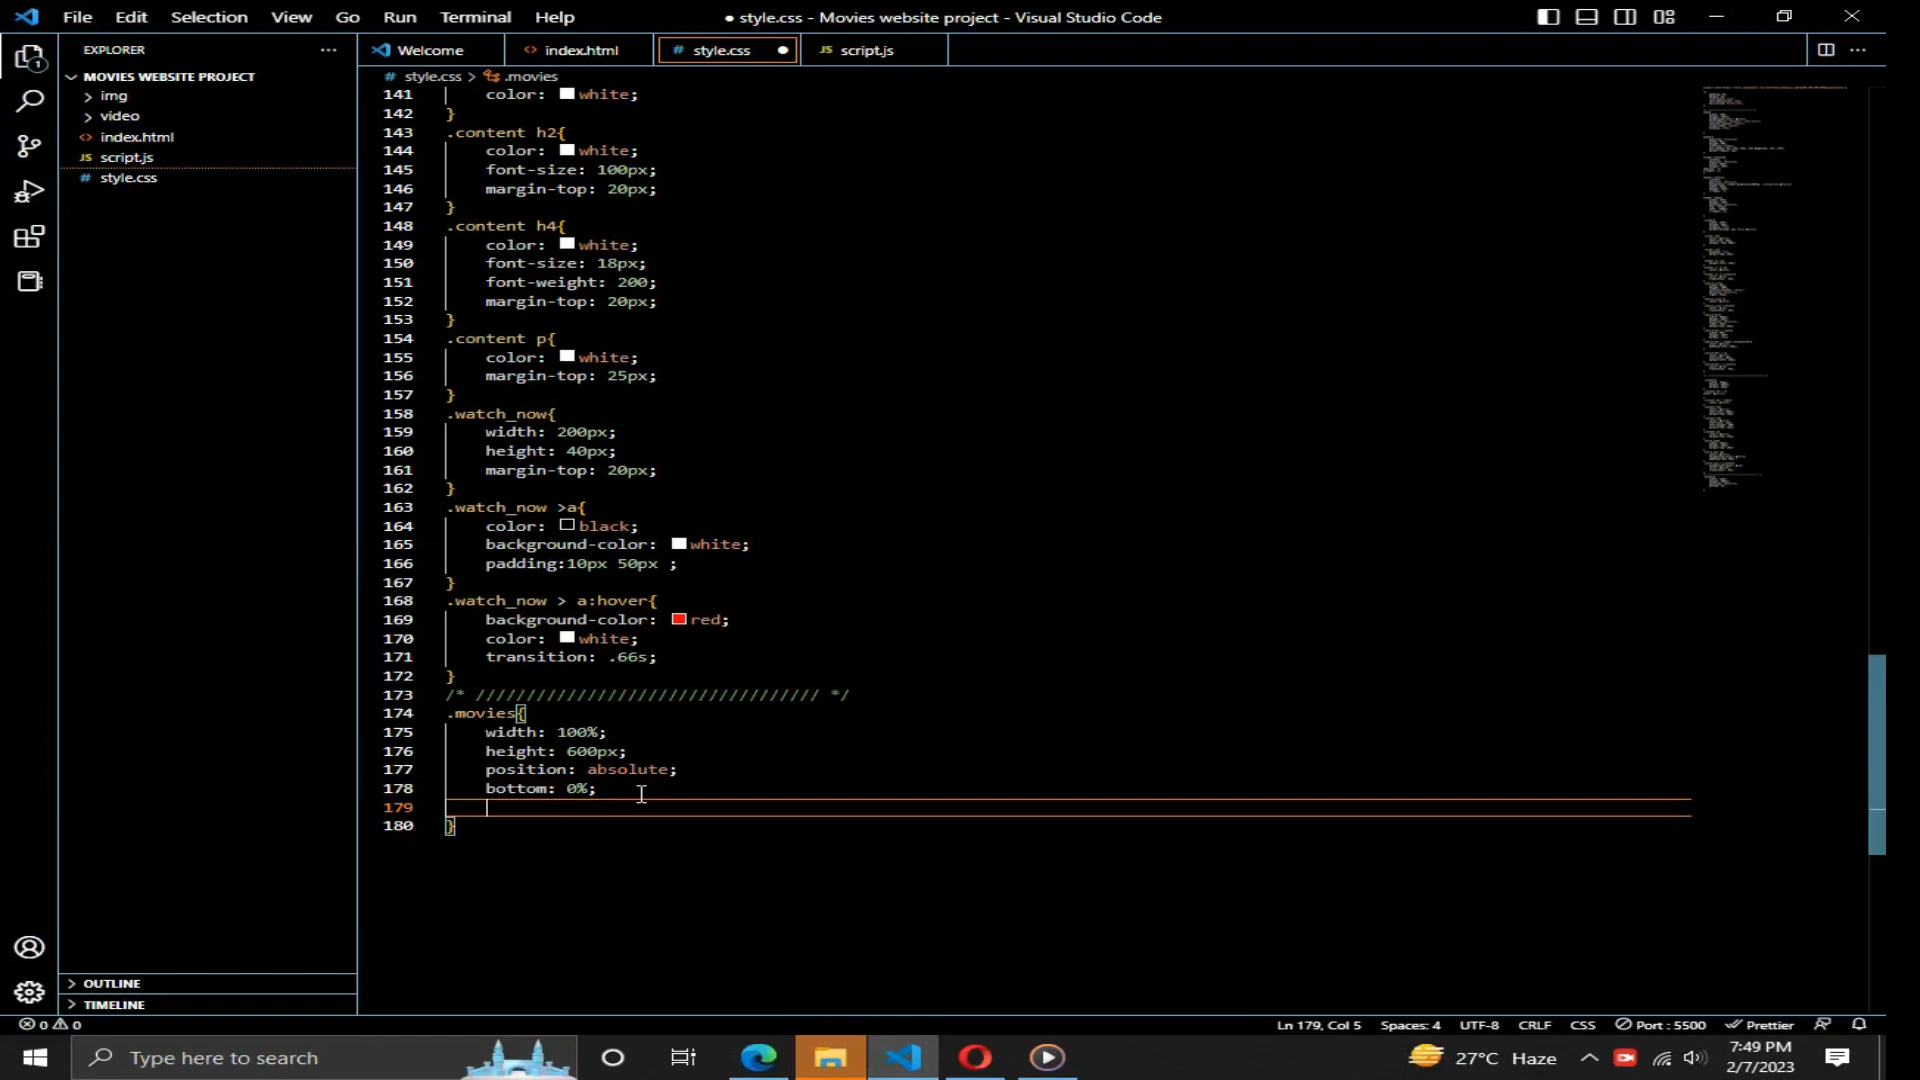 File Edit Selection View Go Run Terminal Help
● style.css - Movies website project - Visual Studio Code
EXPLORER ···
Welcome
<> index.html
# style.css ●
JS script.js
MOVIES WEBSITE PROJECT
img
video
<> index.html
JS script.js
# style.css
# style.css > .movies
141 color: white;
142 }
143 .content h2{
144 color: white;
145 font-size: 100px;
146 margin-top: 20px;
147 }
148 .content h4{
149 color: white;
150 font-size: 18px;
151 font-weight: 200;
152 margin-top: 20px;
153 }
154 .content p{
155 color: white;
156 margin-top: 25px;
157 }
158 .watch_now{
159 width: 200px;
160 height: 40px;
161 margin-top: 20px;
162 }
163 .watch_now >a{
164 color: black;
165 background-color: white;
166 padding:10px 50px ;
167 }
168 .watch_now > a:hover{
169 background-color: red;
170 color: white;
171 transition: .66s;
172 }
173 /* ////////////////////////////////// */
174 .movies{
175 width: 100%;
176 height: 600px;
177 position: absolute;
178 bottom: 0%;
179
180 }
OUTLINE
TIMELINE
0 0
Ln 179, Col 5 Spaces: 4 UTF-8 CRLF CSS Port : 5500 Prettier
Type here to search
27°C Haze
7:49 PM
2/7/2023